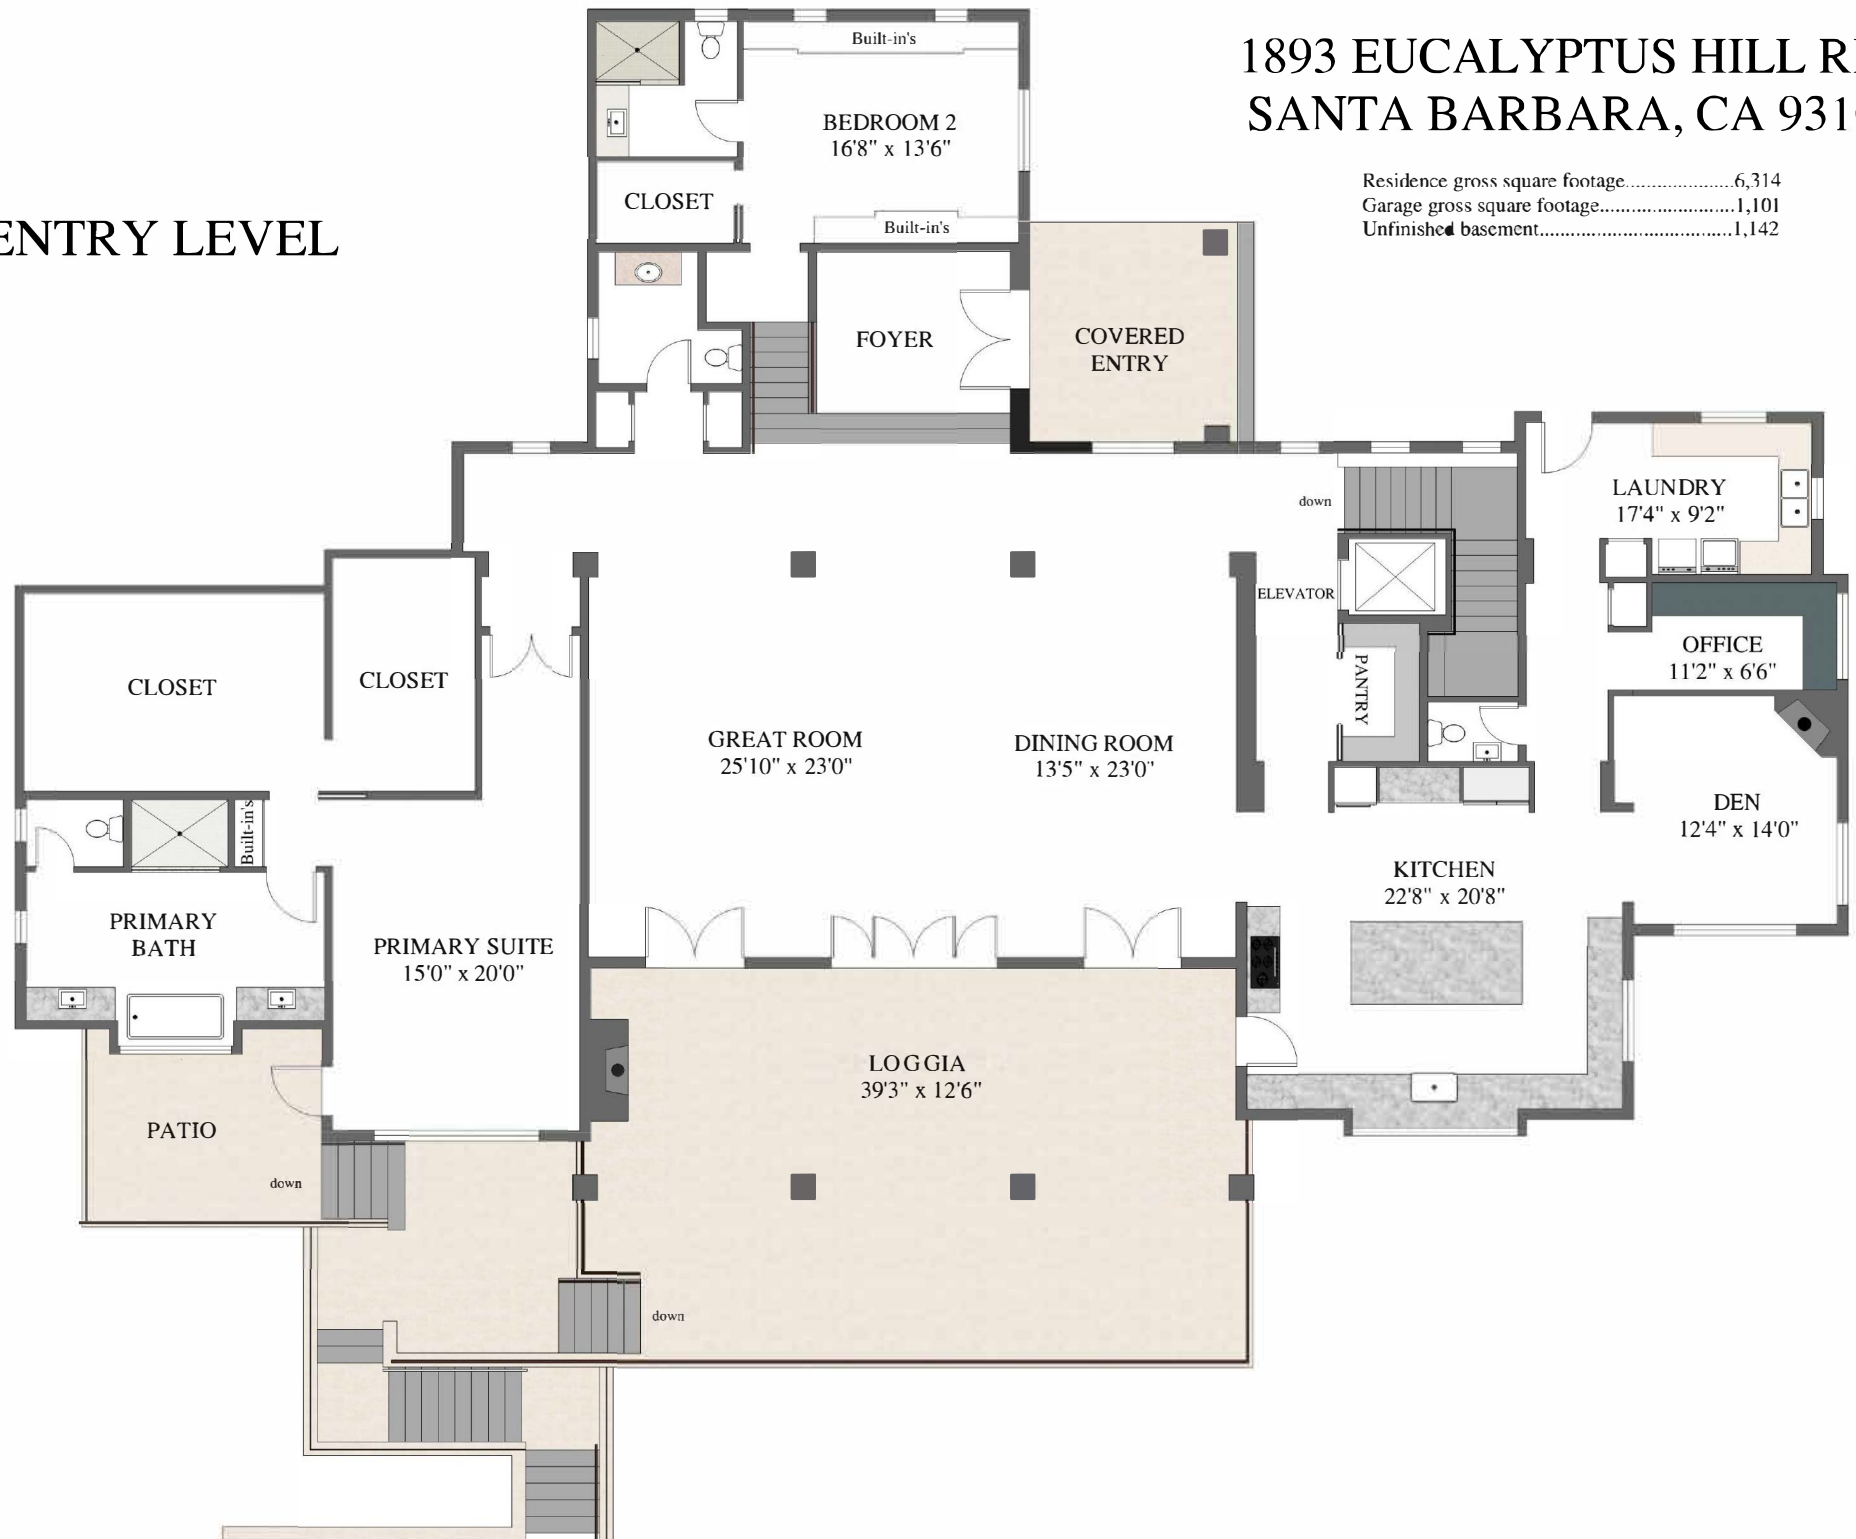 1893 EUCALYPTUS HILL
SANTA BARBARA, CA
Residence gross square footage....................6,314
Garage gross square footage.........................1,101
Unfinished basement...................................1,142
ENTRY LEVEL
Built-in's
BEDROOM 2
16'8" x 13'6"
CLOSET
Built-in's
FOYER
COVERED
ENTRY
down
LAUNDRY
17'4" x 9'2"
ELEVATOR
OFFICE
11'2" x 6'6"
PANTRY
CLOSET
CLOSET
GREAT ROOM
25'10" x 23'0"
DINING ROOM
13'5" x 23'0"
DEN
12'4" x 14'0"
Built-in's
KITCHEN
22'8" x 20'8"
PRIMARY
BATH
PRIMARY SUITE
15'0" x 20'0"
LOGGIA
39'3" x 12'6"
PATIO
down
down